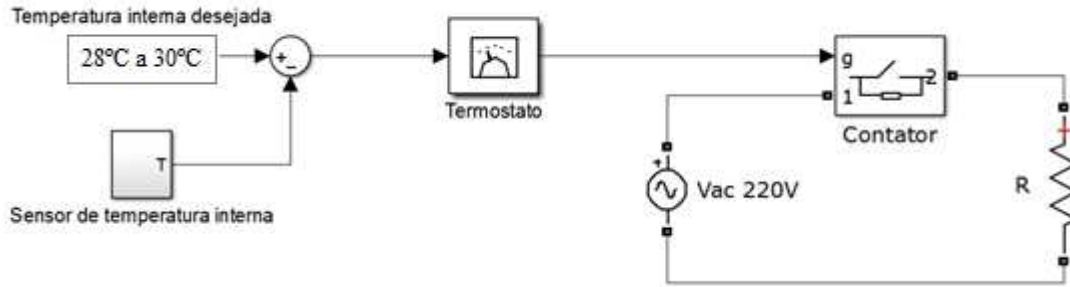 Temperatura interna desejada
28ºC a 30ºC
+
-
Termostato
T
Sensor de temperatura interna
g
1
2
Contator
+
Vac 220V
+
R